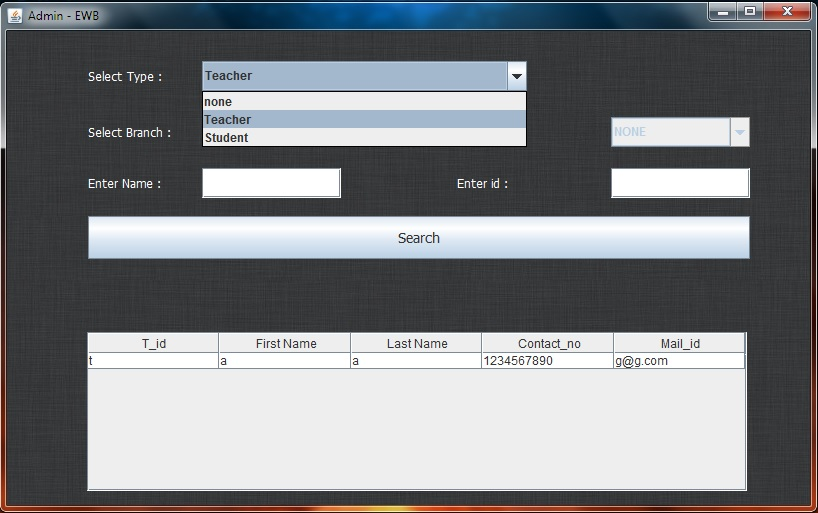 Admin - EWB
Select Type : Teacher
none
Teacher
Student
Select Branch : NONE
Enter Name : Enter id :
Search
T_id First Name Last Name Contact_no Mail_id
t a a 1234567890 g@g.com